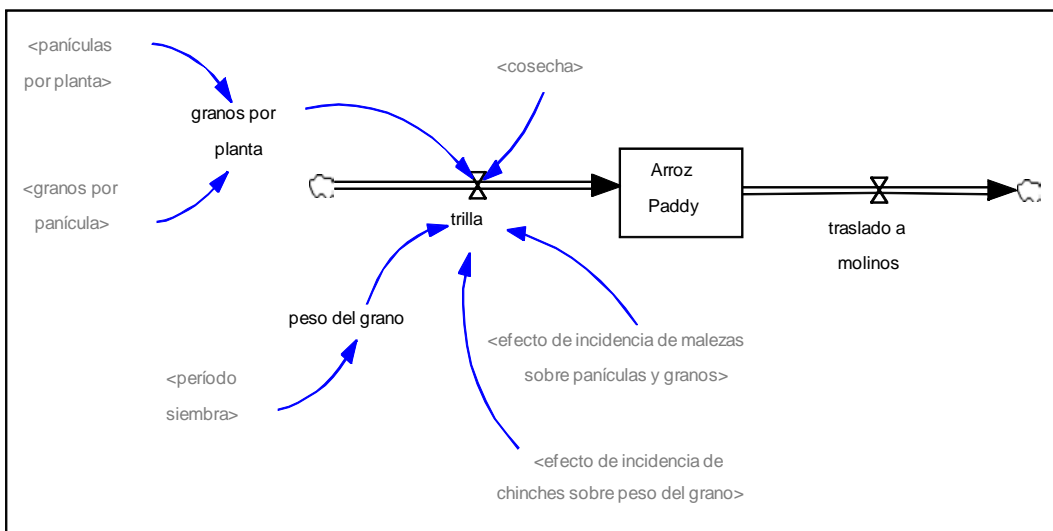 <panículas
por planta>
<cosecha>
granos por
planta
<granos por
panícula>
Arroz
Paddy
trilla
traslado a
molinos
peso del grano
<efecto de incidencia de malezas
sobre panículas y granos>
<período
siembra>
<efecto de incidencia de
chinches sobre peso del grano>